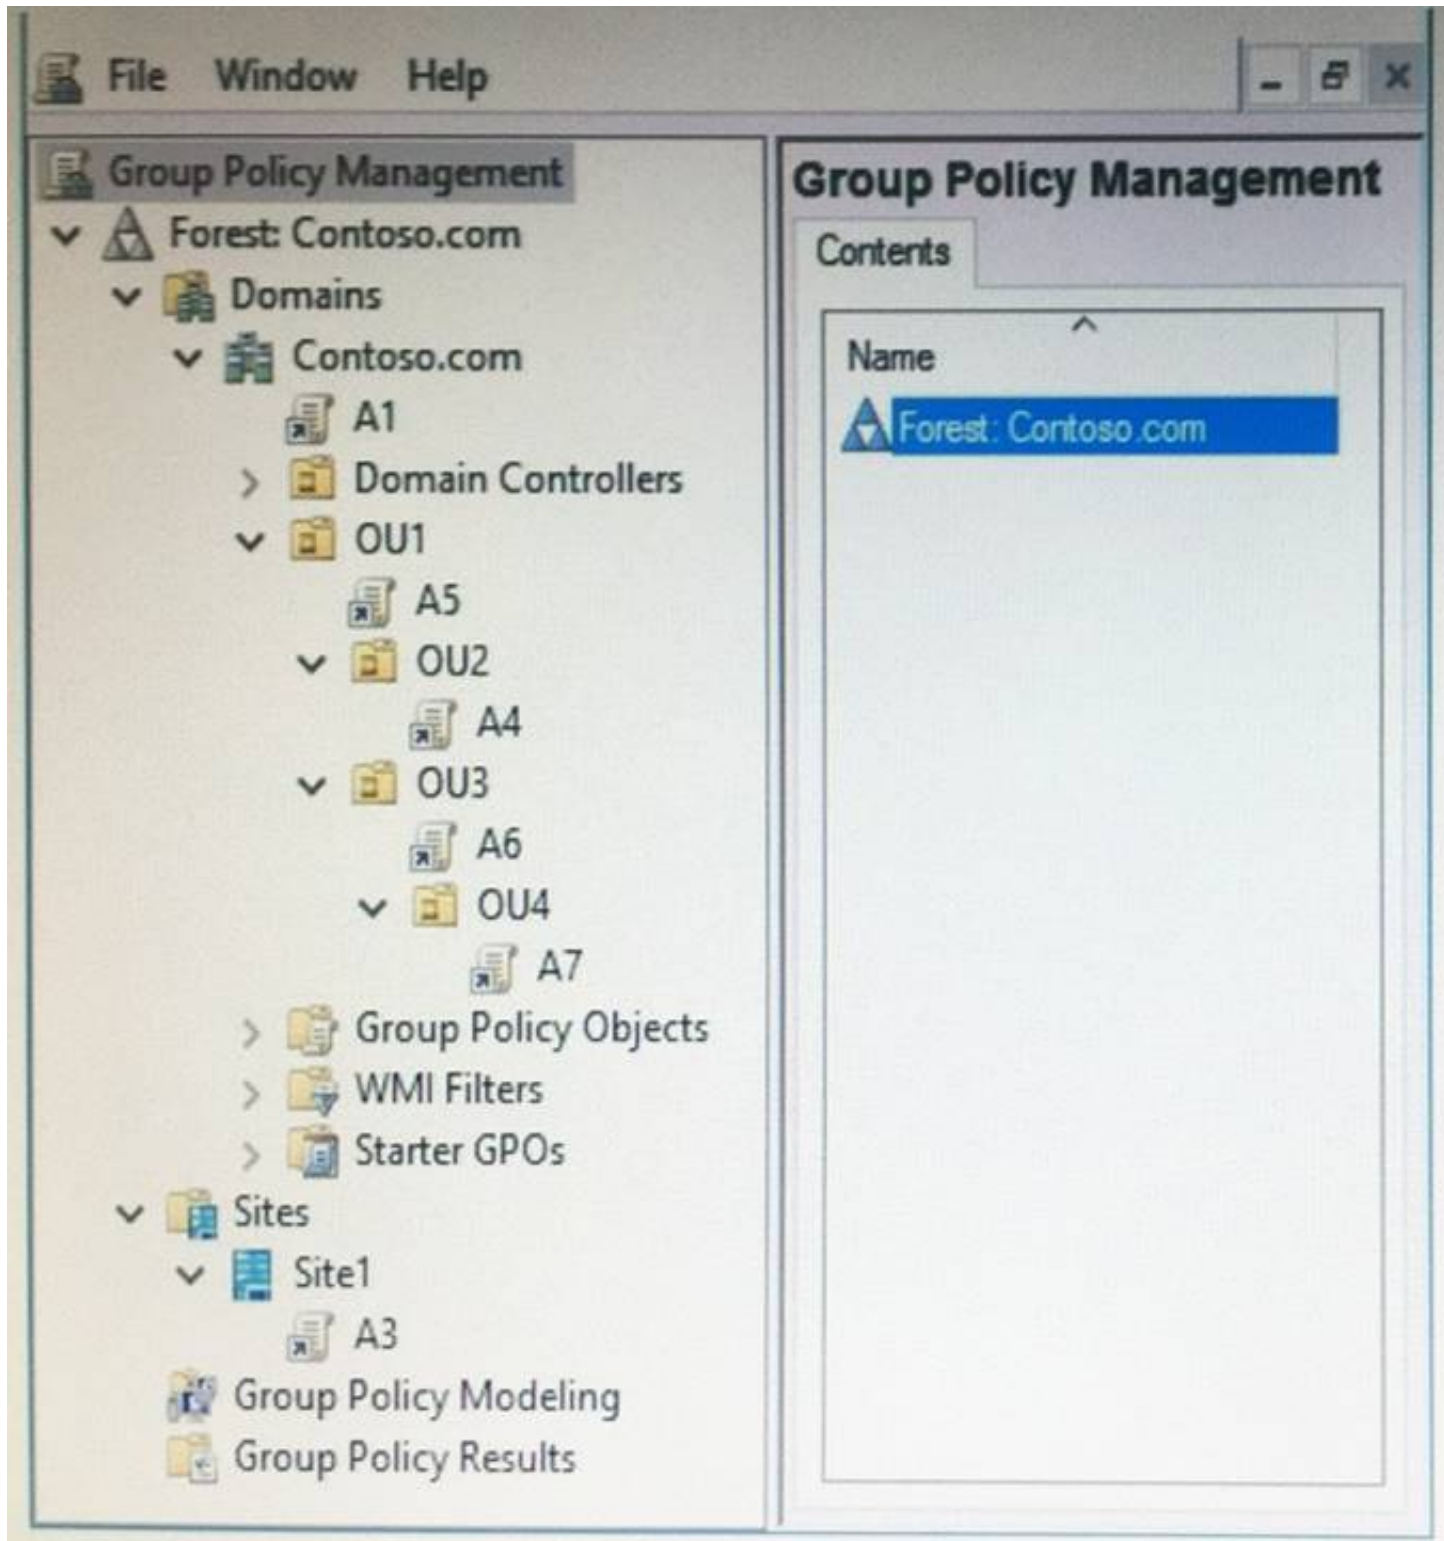 File Window Help
Group Policy Management
Forest: Contoso.com
Domains
Contoso.com
A1
Domain Controllers
OU1
A5
OU2
A4
OU3
A6
OU4
A7
Group Policy Objects
WMI Filters
Starter GPOs
Sites
Site1
A3
Group Policy Modeling
Group Policy Results
Group Policy Management
Contents
Name
Forest: Contoso.com